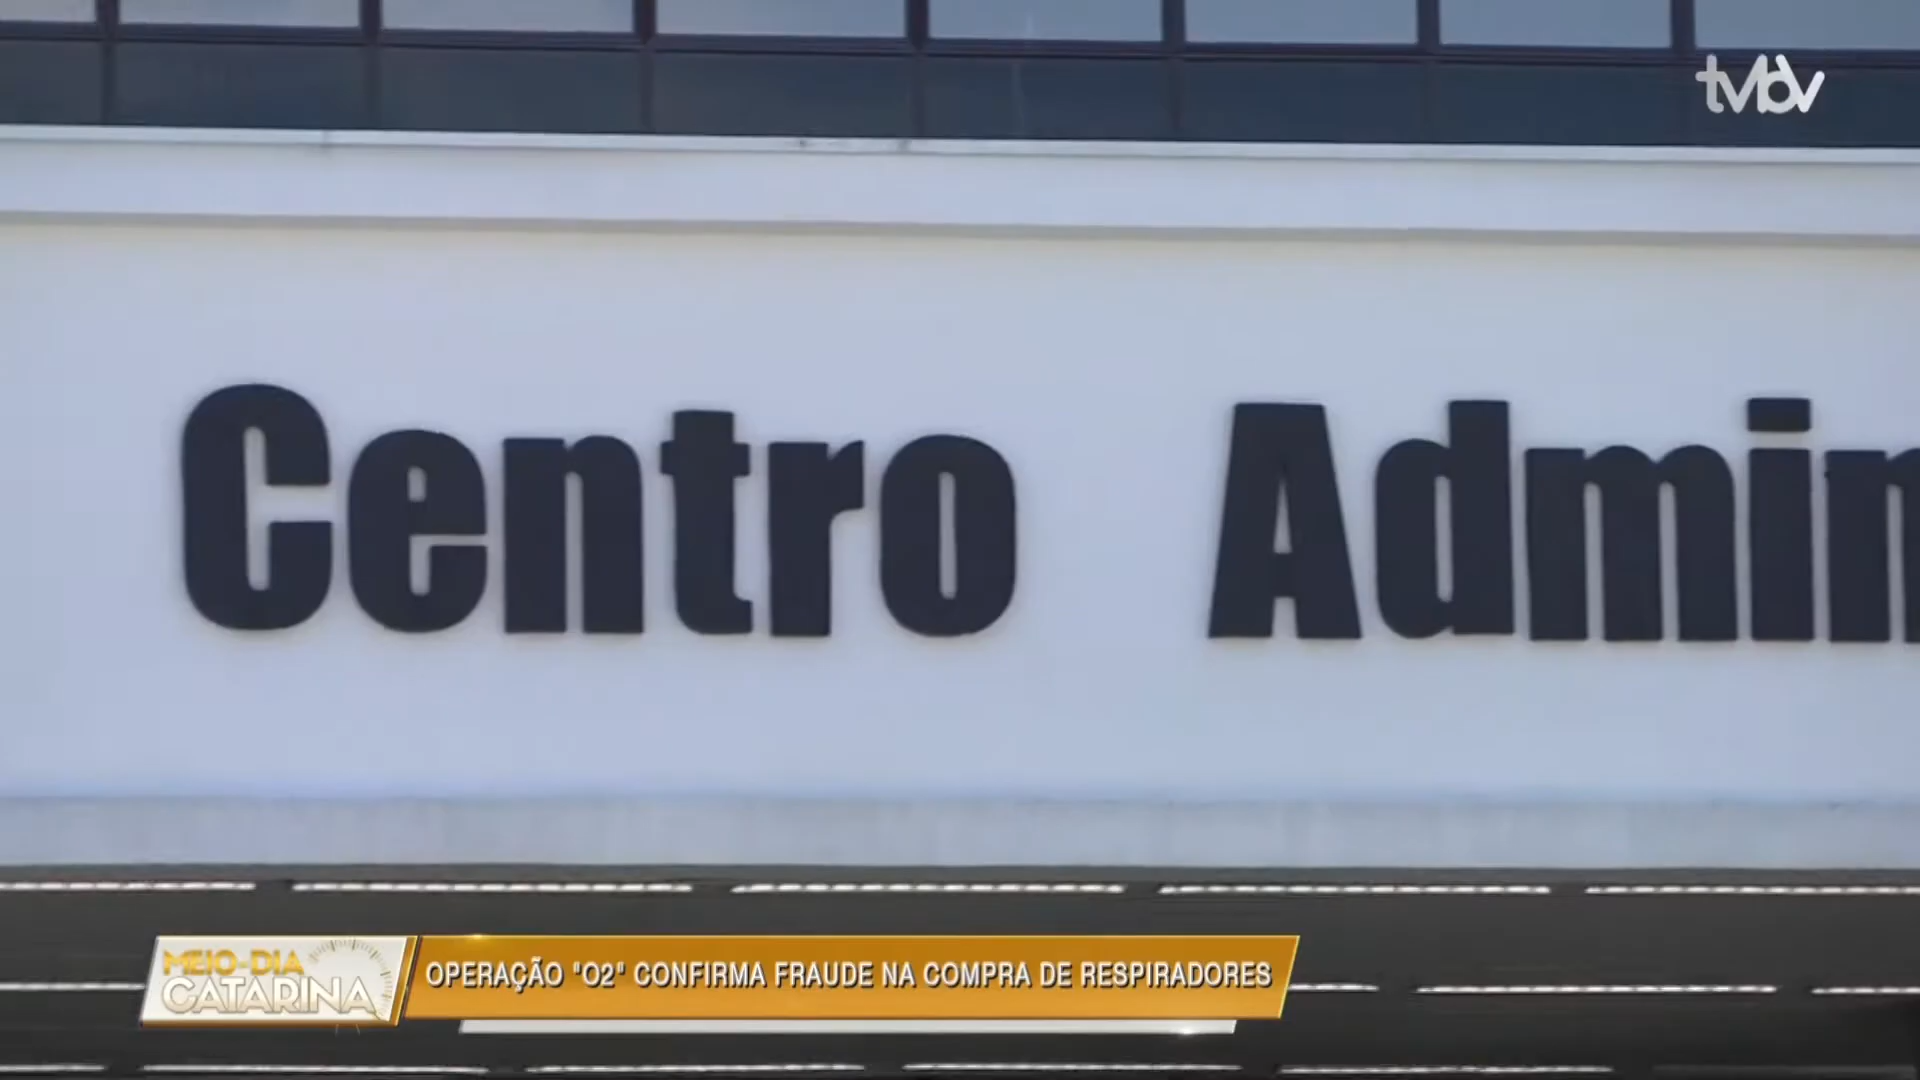 tvbv
Centro Admin
MEIO-DIA
CATARINA
OPERAÇÃO "O2" CONFIRMA FRAUDE NA COMPRA DE RESPIRADORES